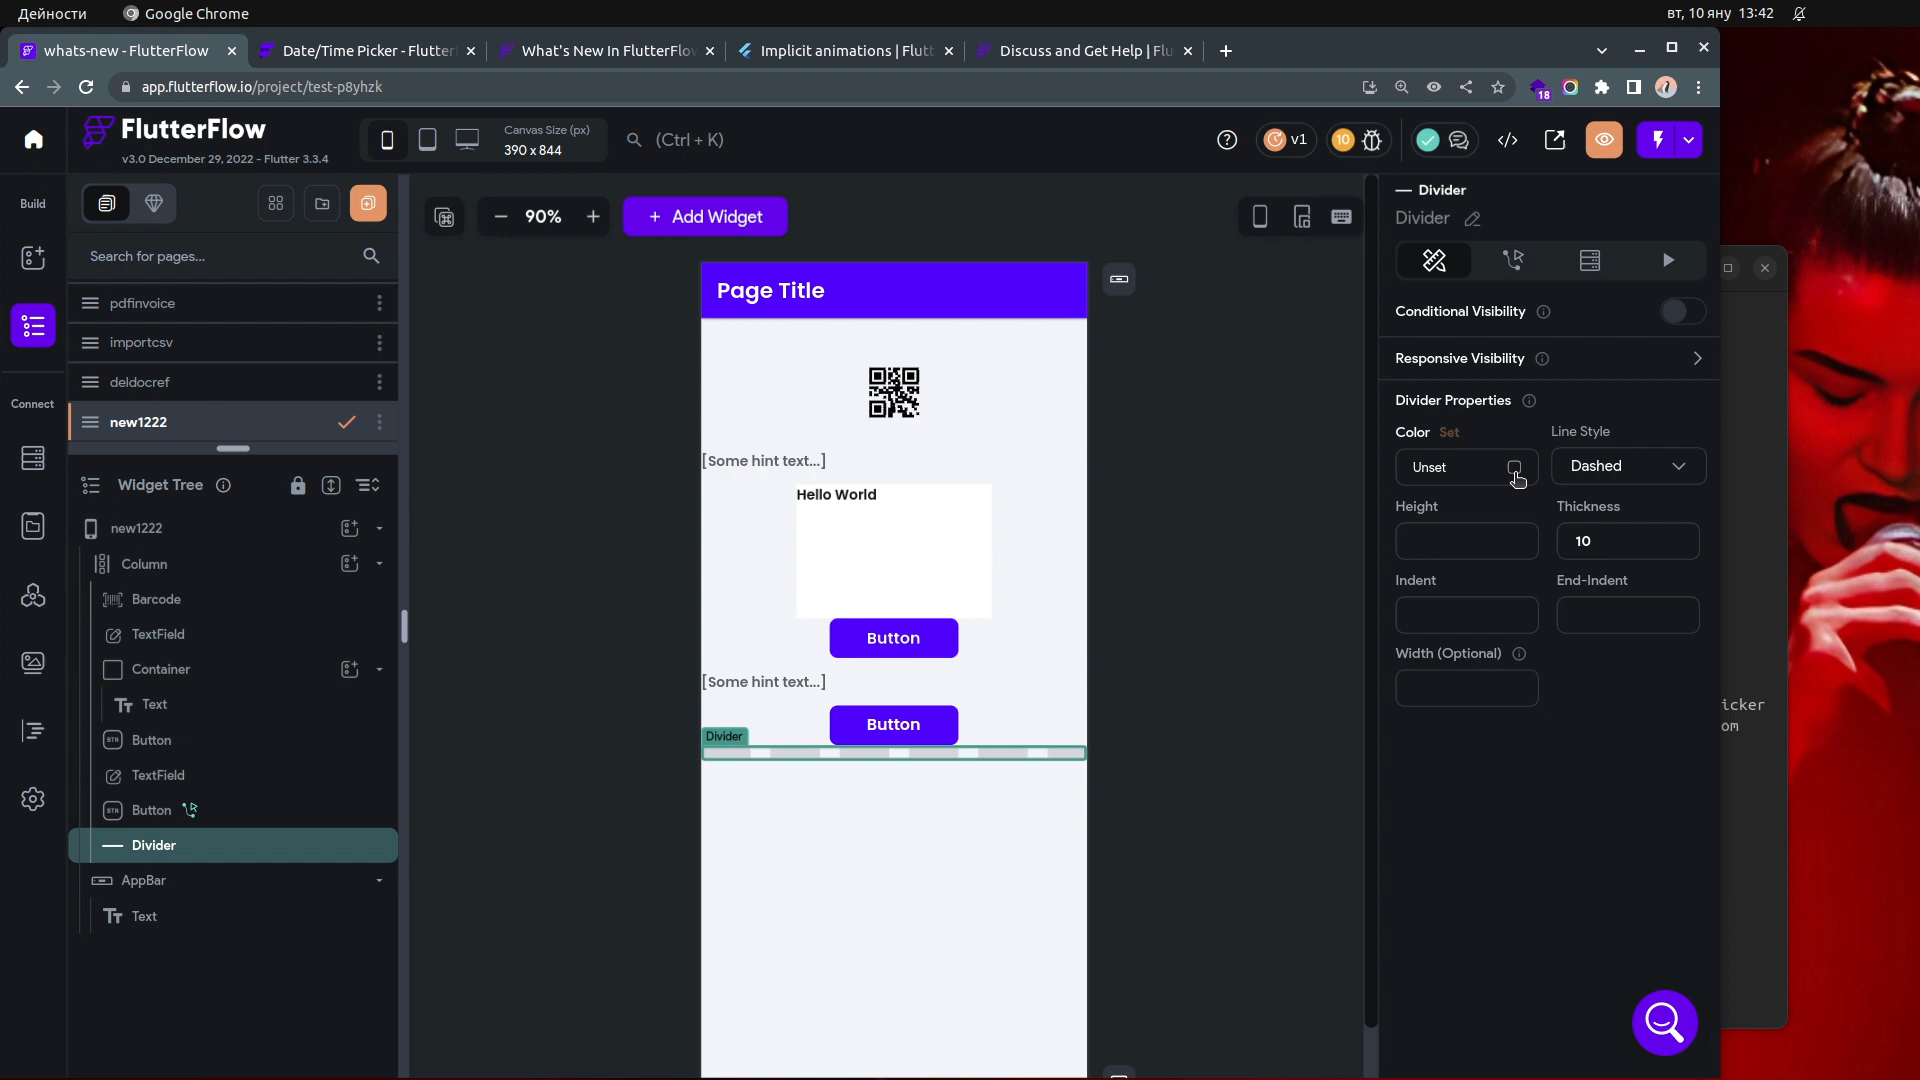 Дейности
Google Chrome
вт, 10 яну 13:42
whats-new - FlutterFlow
Date/Time Picker - Flutter
What's New In FlutterFlow
Implicit animations | Flutt
Discuss and Get Help | Flu
app.flutterflow.io/project/test-p8yhzk
18
FlutterFlow
v3.0 December 29, 2022 - Flutter 3.3.4
Canvas Size (px)
390 x 844
(Ctrl + K)
v1
10
Build
Connect
Search for pages...
pdfinvoice
importcsv
deldocref
new1222
Widget Tree
new1222
Column
Barcode
TextField
Container
Text
Button
TextField
Button
Divider
AppBar
Text
90%
+ Add Widget
Page Title
[Some hint text...]
Hello World
Button
[Some hint text...]
Button
Divider
Divider
Divider
Conditional Visibility
Responsive Visibility
Divider Properties
Color Set
Line Style
Unset
Dashed
Height
Thickness
10
Indent
End-Indent
Width (Optional)
icker
om